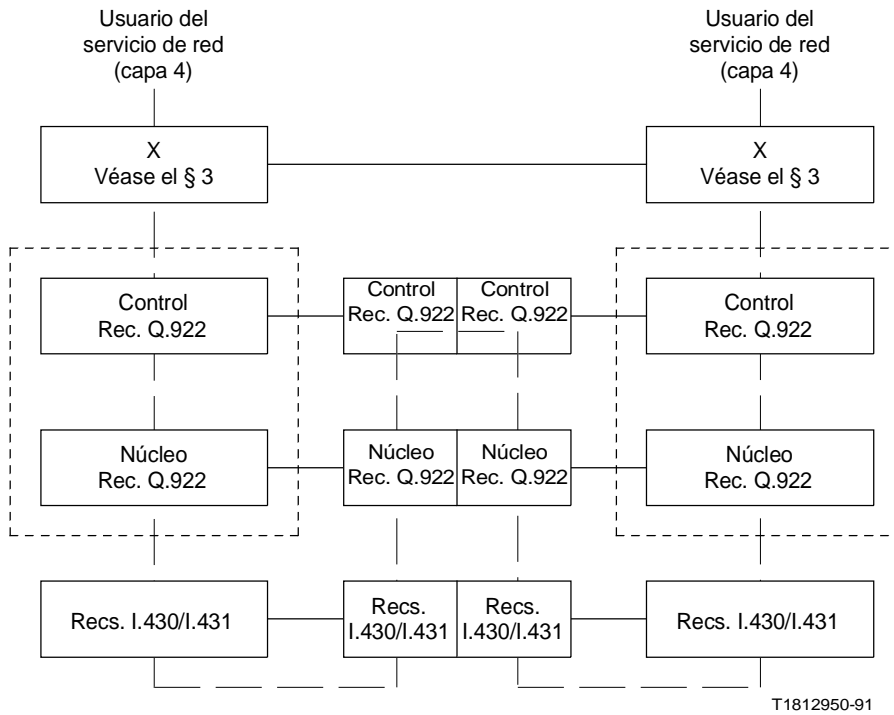 Usuario del
servicio de red
(capa 4)
Usuario del
servicio de red
(capa 4)
X
Véase el § 3
X
Véase el § 3
Control
Rec. Q.922
Control
Rec. Q.922
Control
Rec. Q.922
Control
Rec. Q.922
Núcleo
Rec. Q.922
Núcleo
Rec. Q.922
Núcleo
Rec. Q.922
Núcleo
Rec. Q.922
Recs. I.430/I.431
Recs.
I.430/I.431
Recs.
I.430/I.431
Recs. I.430/I.431
T1812950-91